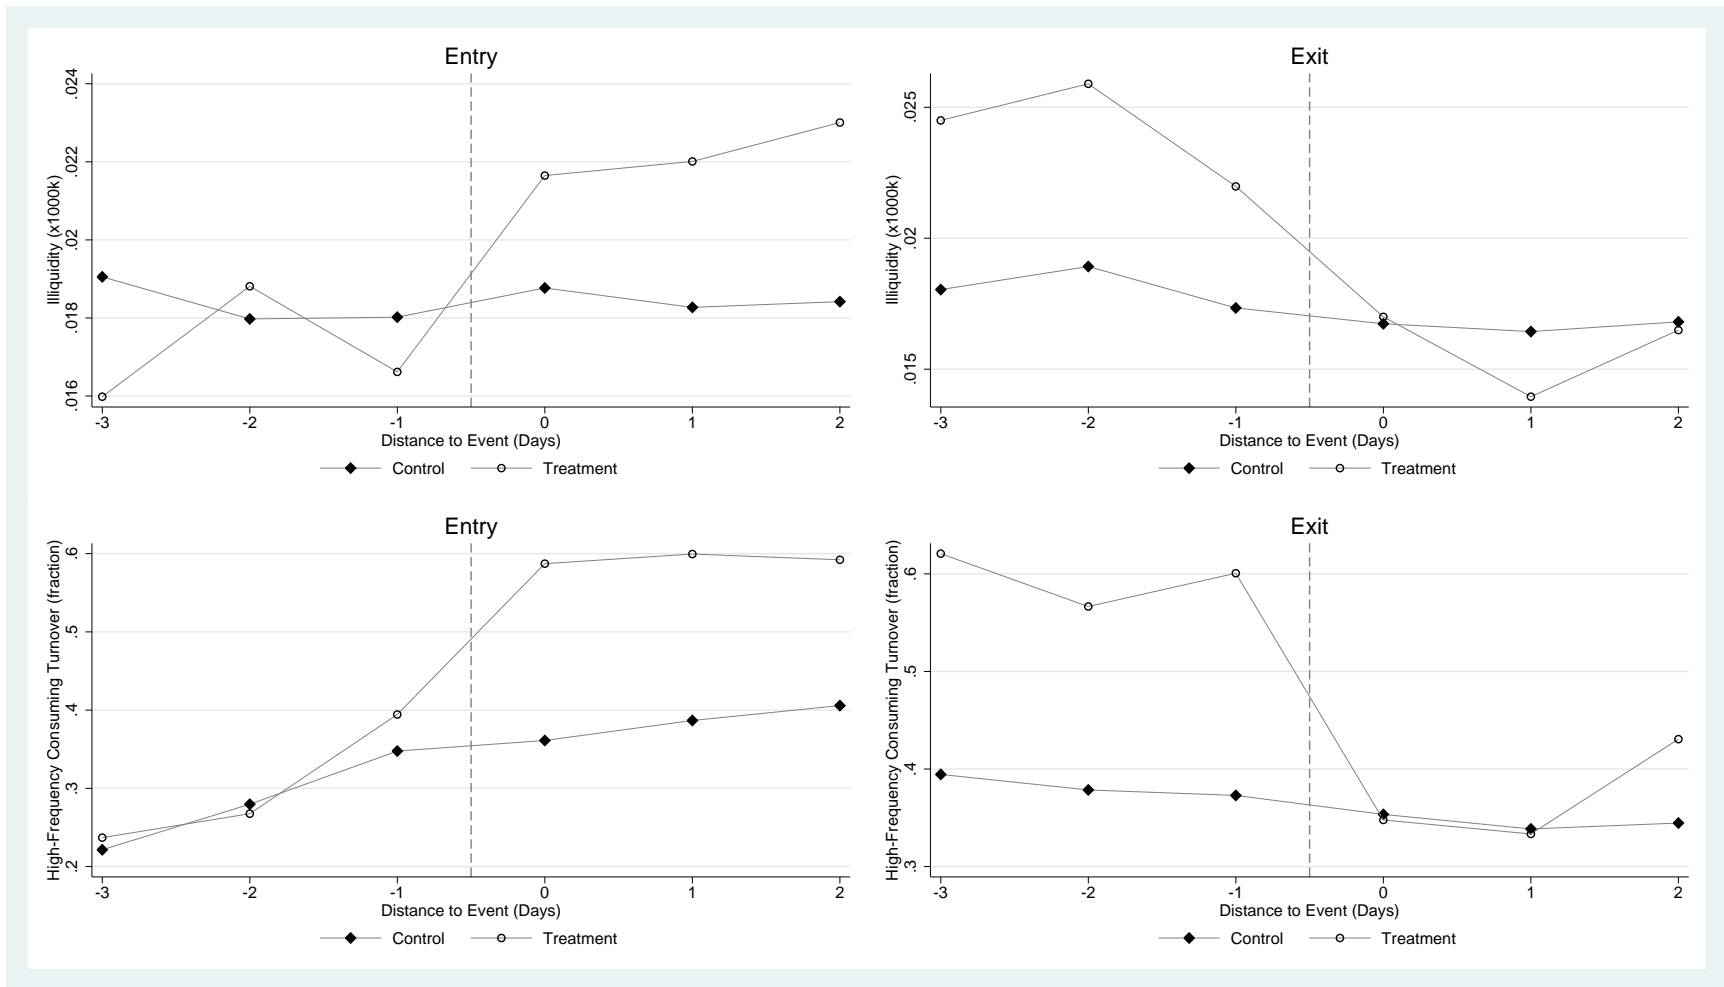 Entry
Illiquidity (x1000k)
.024
.022
.02
.018
.016
-3 -2 -1 0 1 2
Distance to Event (Days)
Control Treatment
Exit
Illiquidity (x1000k)
.025
.02
.015
-3 -2 -1 0 1 2
Distance to Event (Days)
Control Treatment
Entry
High-Frequency Consuming Turnover (fraction)
.6
.5
.4
.3
.2
-3 -2 -1 0 1 2
Distance to Event (Days)
Control Treatment
Exit
High-Frequency Consuming Turnover (fraction)
.6
.5
.4
.3
-3 -2 -1 0 1 2
Distance to Event (Days)
Control Treatment